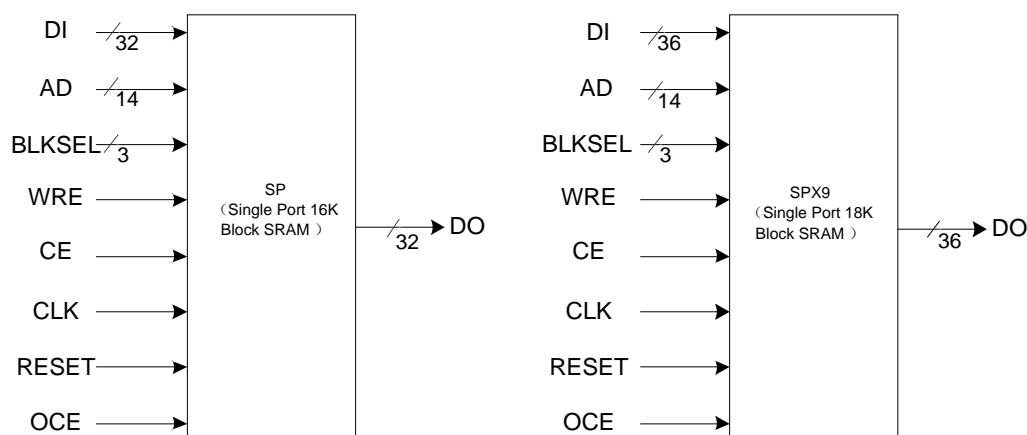 DI
32
AD
14
BLKSEL
3
WRE
CE
CLK
RESET
OCE
SP
（Single Port 16K
Block SRAM ）
32
DO
DI
36
AD
14
BLKSEL
3
WRE
CE
CLK
RESET
OCE
SPX9
（Single Port 18K
Block SRAM ）
36
DO